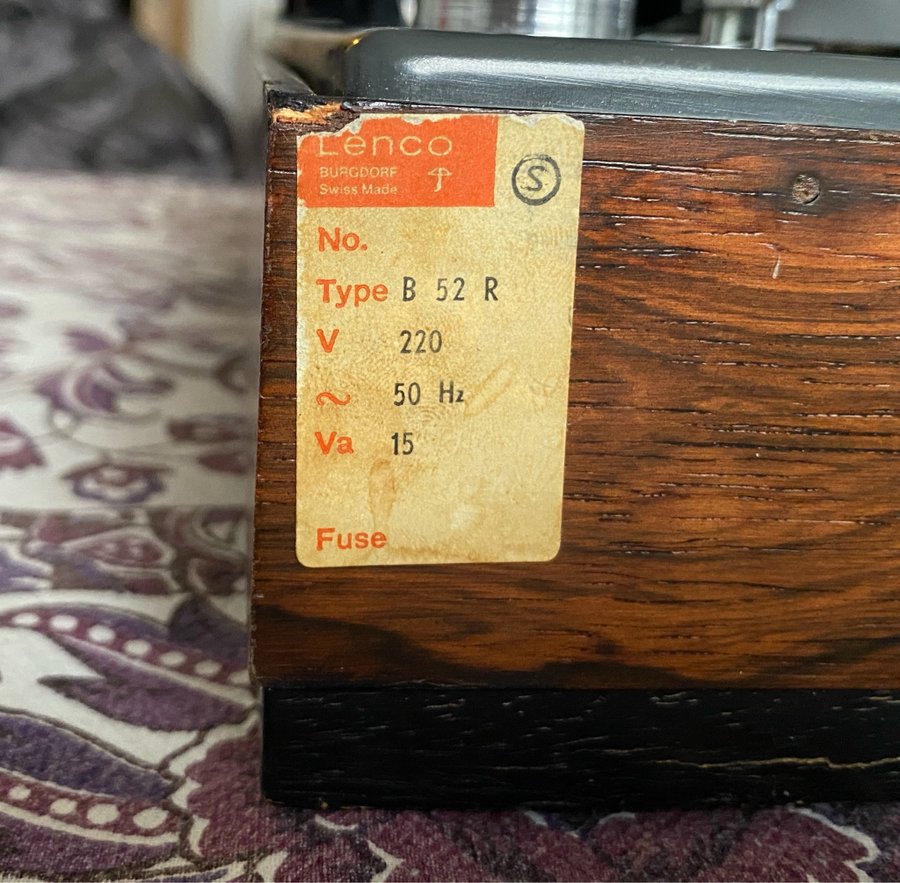 Lenco
BURGDORF
Swiss Made
S
No.
Type B 52 R
V 220
~ 50 Hz
Va 15
Fuse